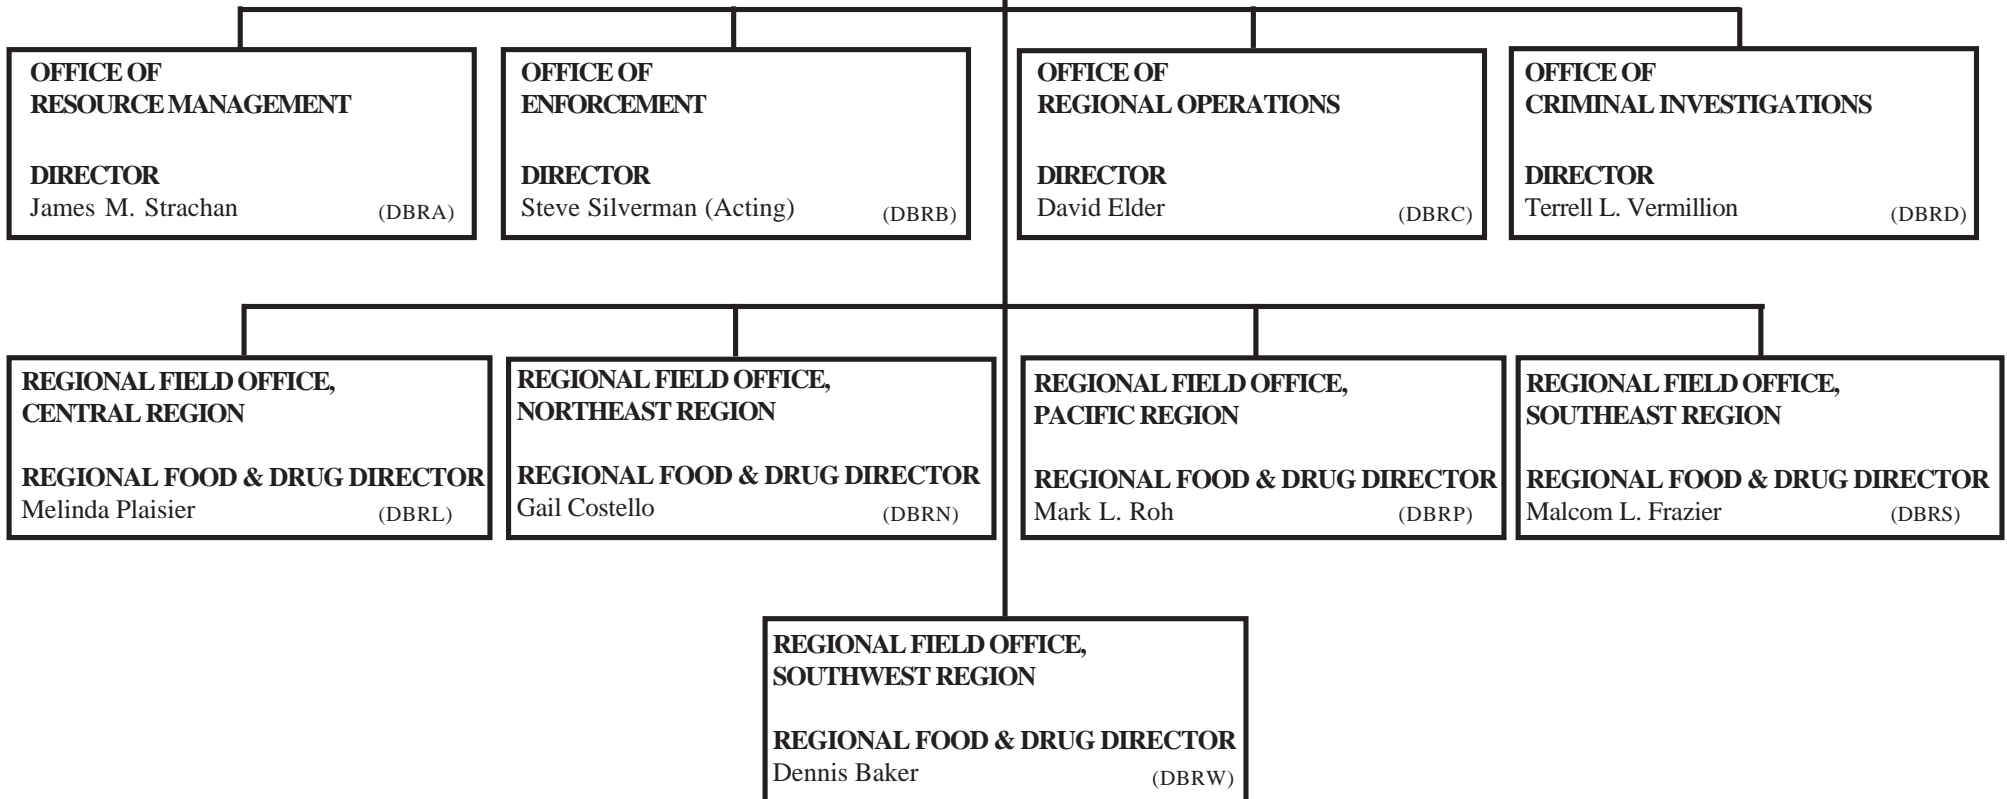 OFFICE OF
RESOURCE MANAGEMENT
DIRECTOR
James M. Strachan (DBRA)
OFFICE OF
ENFORCEMENT
DIRECTOR
Steve Silverman (Acting) (DBRB)
OFFICE OF
REGIONAL OPERATIONS
DIRECTOR
David Elder (DBRC)
OFFICE OF
CRIMINAL INVESTIGATIONS
DIRECTOR
Terrell L. Vermillion (DBRD)
REGIONAL FIELD OFFICE,
CENTRAL REGION
REGIONAL FOOD & DRUG DIRECTOR
Melinda Plaisier (DBRL)
REGIONAL FIELD OFFICE,
NORTHEAST REGION
REGIONAL FOOD & DRUG DIRECTOR
Gail Costello (DBRN)
REGIONAL FIELD OFFICE,
PACIFIC REGION
REGIONAL FOOD & DRUG DIRECTOR
Mark L. Roh (DBRP)
REGIONAL FIELD OFFICE,
SOUTHEAST REGION
REGIONAL FOOD & DRUG DIRECTOR
Malcom L. Frazier (DBRS)
REGIONAL FIELD OFFICE,
SOUTHWEST REGION
REGIONAL FOOD & DRUG DIRECTOR
Dennis Baker (DBRW)